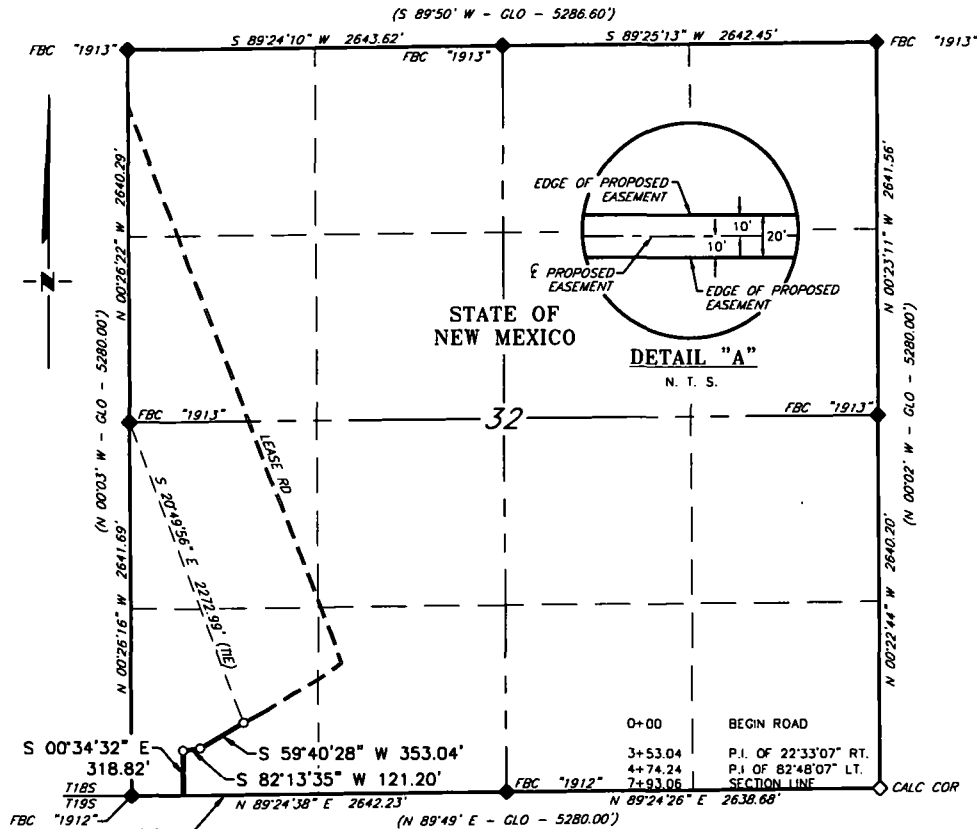 (S 89°50' W - GLO - 5286.60')
S 89°24'10" W 2643.62'
S 89°25'13" W 2642.45'
FBC "1913"
FBC "1913"
FBC "1913"
N 00°26'22" W 2640.29'
N 00°23'11" W 2641.56'
EDGE OF PROPOSED
EASEMENT
10'
10'
20'
℄ PROPOSED
EASEMENT
EDGE OF PROPOSED
EASEMENT
N
STATE OF
NEW MEXICO
DETAIL "A"
N. T. S.
(N 00°03' W - GLO - 5280.00')
(N 00°02' W - GLO - 5280.00')
FBC "1913"
32
FBC "1913"
LEASE RD
S 20°49'56" E 2272.99' (TIE)
N 00°26'16" W 2641.69'
N 00°22'44" W 2640.20'
0+00 BEGIN ROAD
3+53.04 P.I. OF 22°33'07" RT.
4+74.24 P.I. OF 82°48'07" LT.
7+93.06 SECTION LINE
S 00°34'32" E
318.82'
S 59°40'28" W 353.04'
S 82°13'35" W 121.20'
T18S
T19S
FBC "1912"
N 89°24'38" E 2642.23'
FBC "1912"
N 89°24'26" E 2638.68'
CALC COR
(N 89°49' E - GLO - 5280.00')